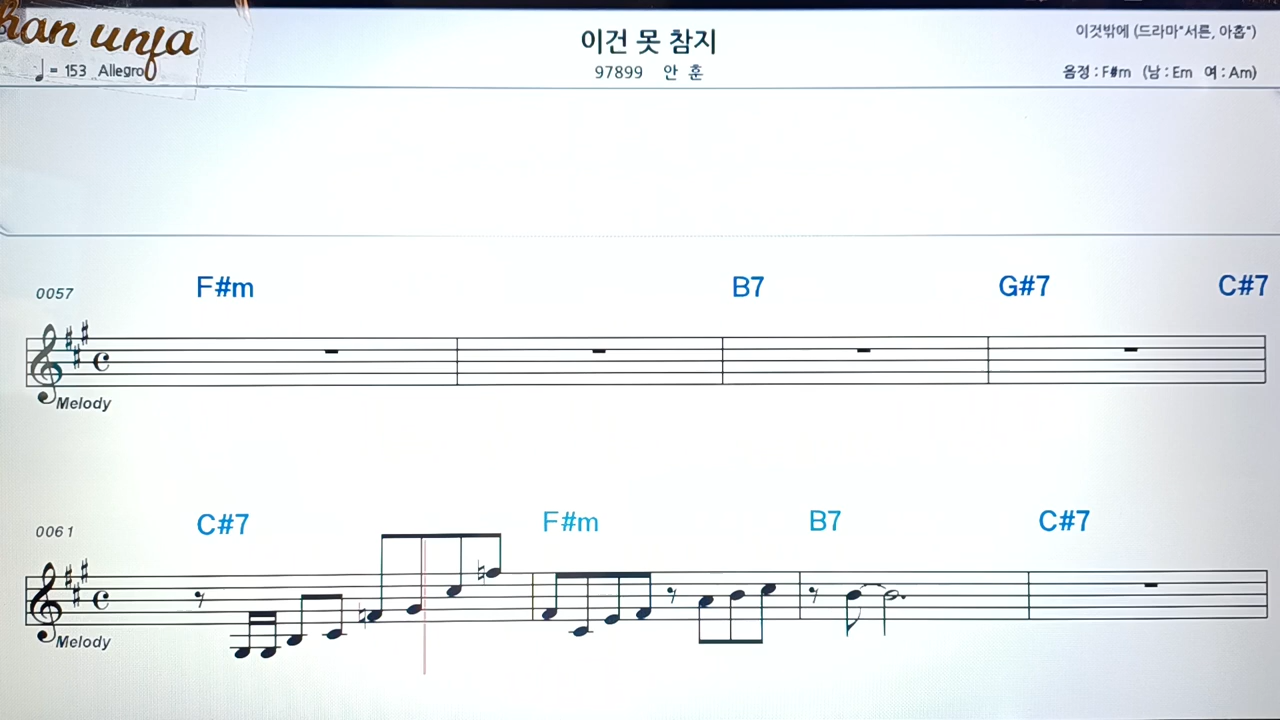 han unfa
이건 못 참지
이것밖에 (드라마"서른, 아홉")
♩ = 153 Allegro
97899 안 훈
음정 : F#m (남 : Em 여 : Am)
0057 F#m B7 G#7 C#7
Melody
0061 C#7 F#m B7 C#7
Melody